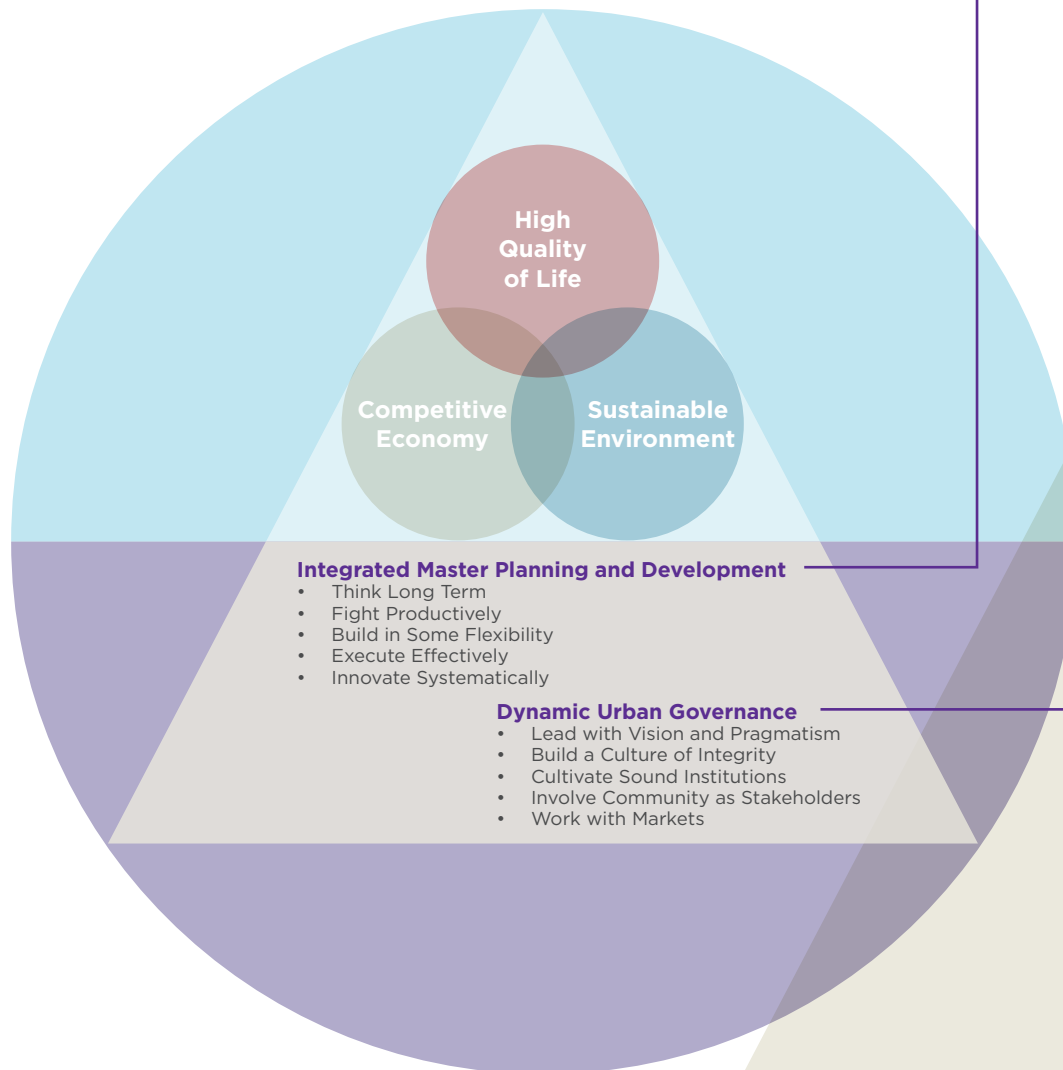 High
Quality
of Life
Competitive
Economy
Sustainable
Environment
Integrated Master Planning and Development
• Think Long Term
• Fight Productively
• Build in Some Flexibility
• Execute Effectively
• Innovate Systematically
Dynamic Urban Governance
• Lead with Vision and Pragmatism
• Build a Culture of Integrity
• Cultivate Sound Institutions
• Involve Community as Stakeholders
• Work with Markets